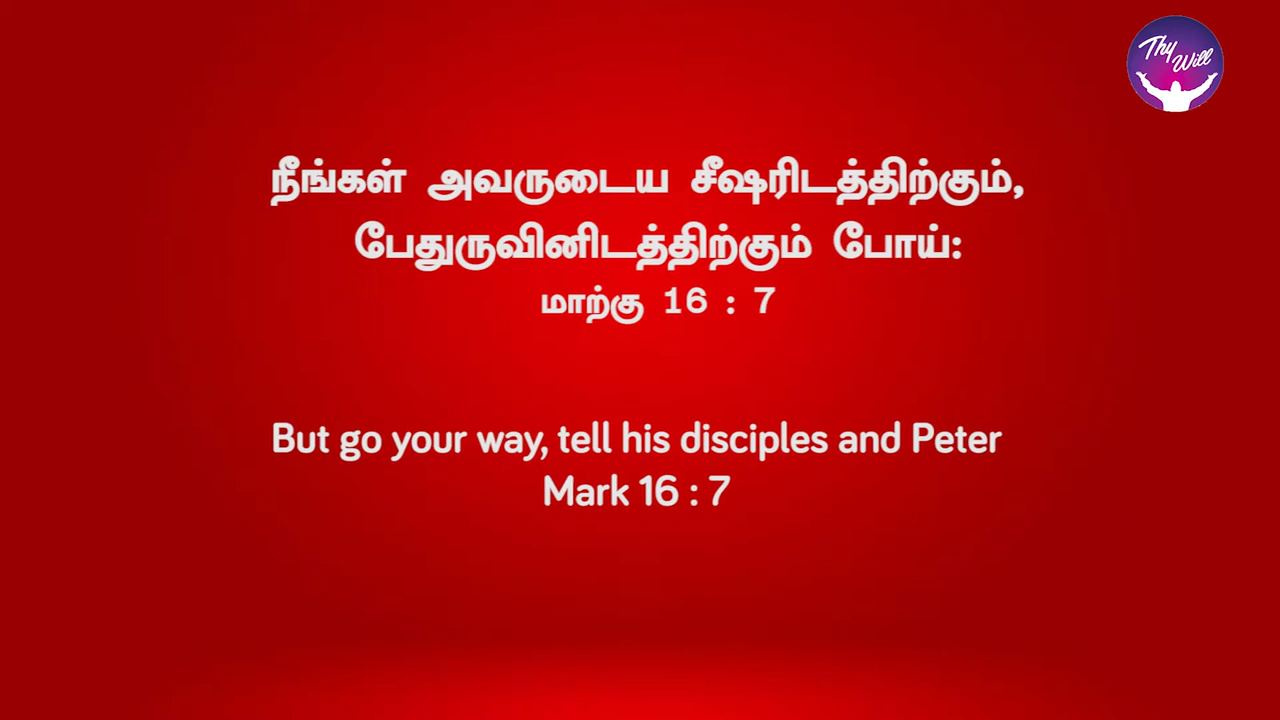 Thy
Will
நீங்கள் அவருடைய சீஷரிடத்திற்கும்,
பேதுருவினிடத்திற்கும் போய்:
மாற்கு 16 : 7
But go your way, tell his disciples and Peter
Mark 16 : 7